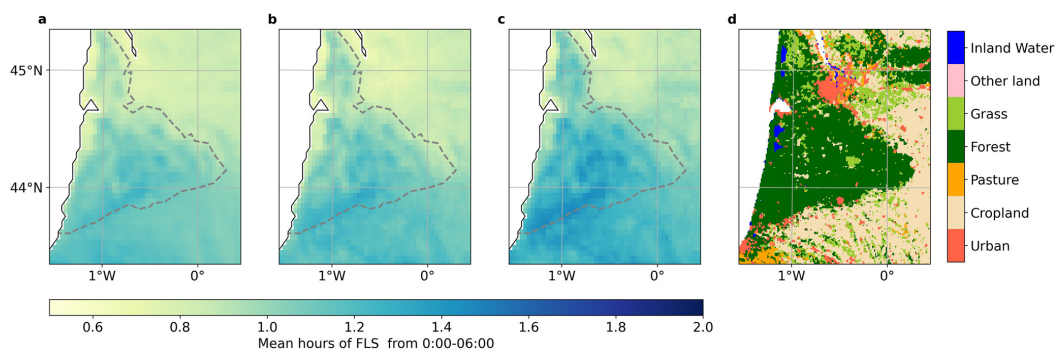 a
b
c
d
45°N
44°N
1°W
0°
1°W
0°
1°W
0°
1°W
0°
Inland Water
Other land
Grass
Forest
Pasture
Cropland
Urban
0.6 0.8 1.0 1.2 1.4 1.6 1.8 2.0
Mean hours of FLS from 0:00-06:00